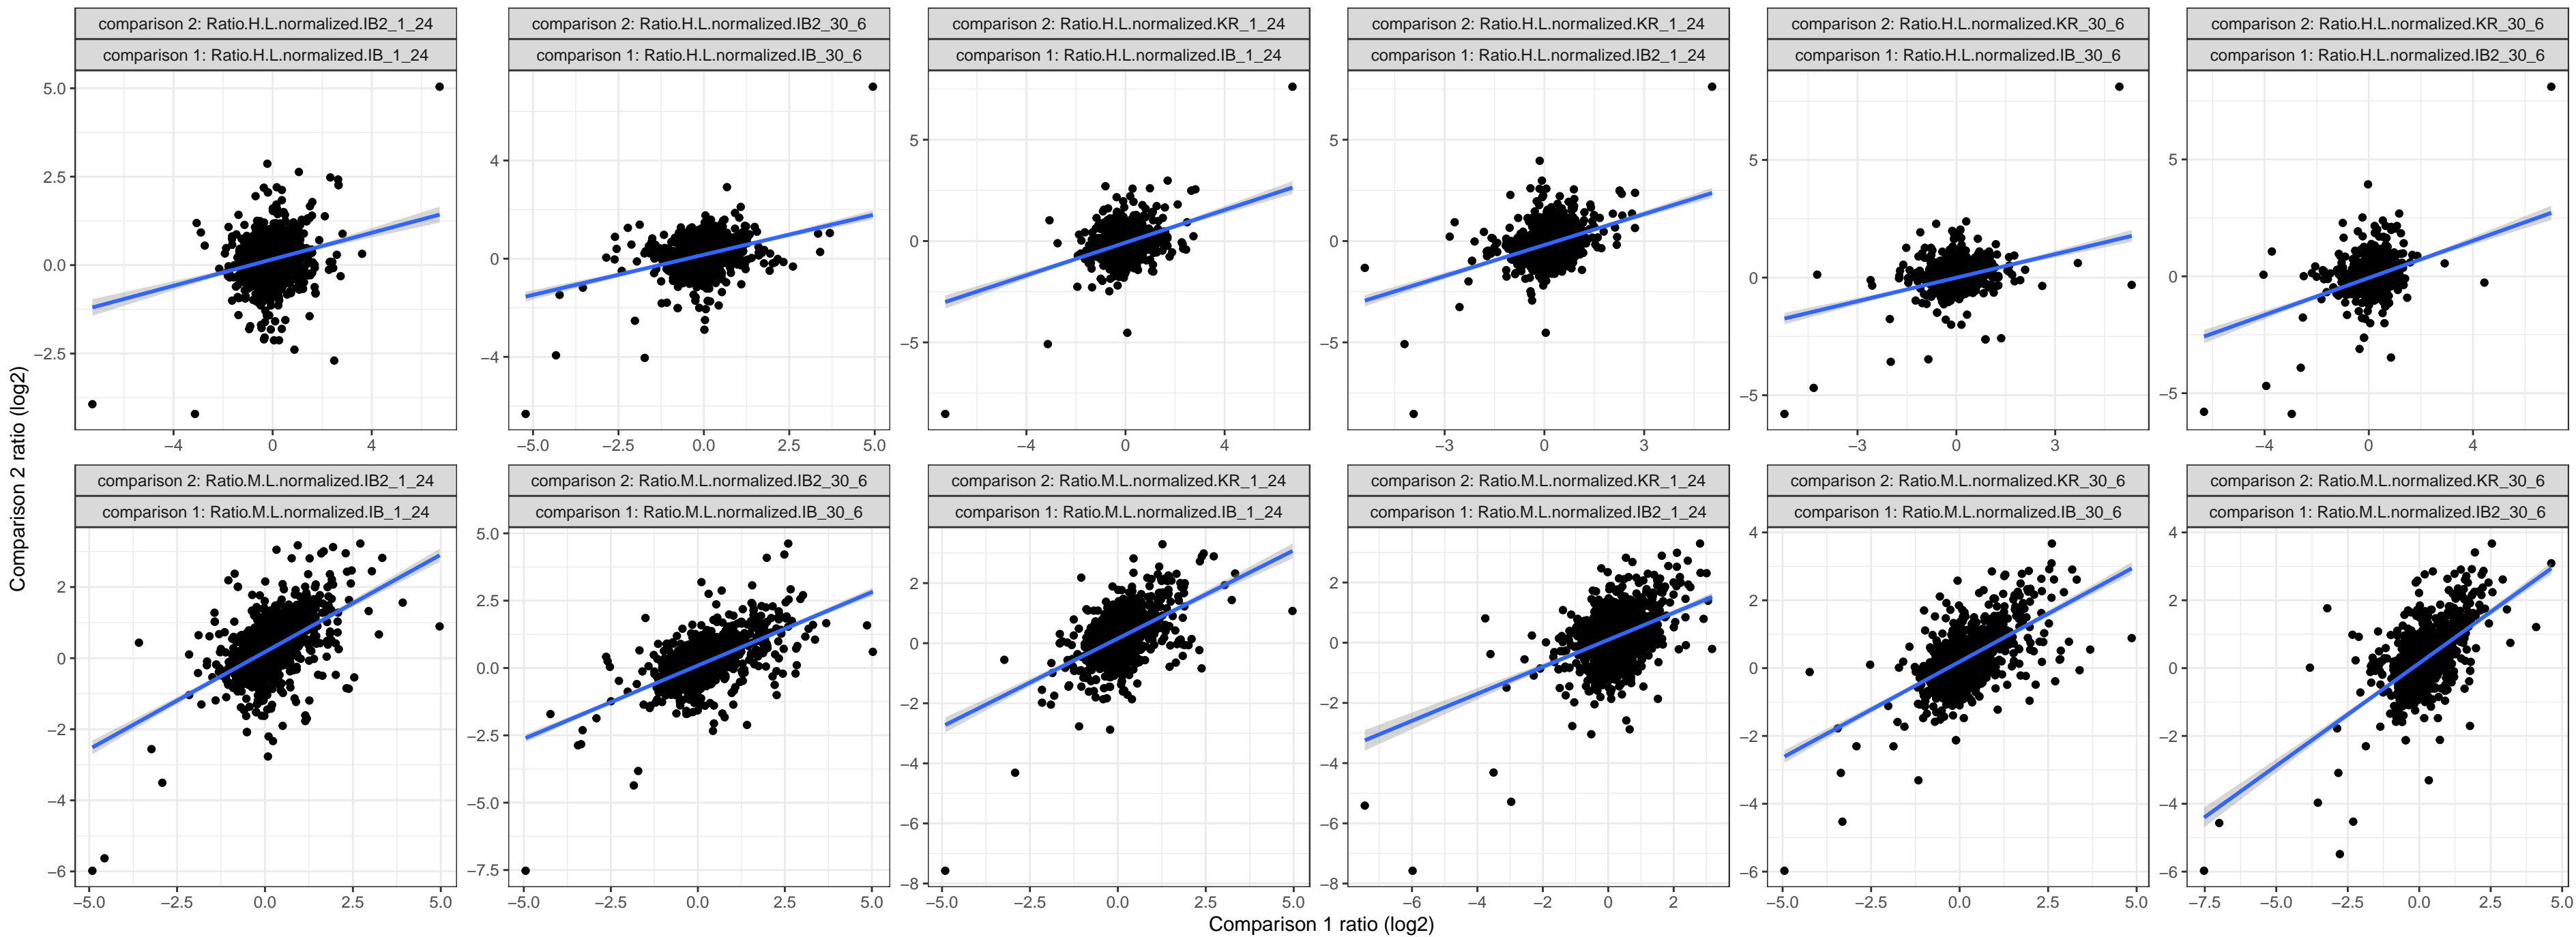 comparison 2: Ratio.H.L.normalized.IB2_1_24
comparison 1: Ratio.H.L.normalized.IB_1_24
comparison 2: Ratio.H.L.normalized.IB2_30_6
comparison 1: Ratio.H.L.normalized.IB_30_6
comparison 2: Ratio.H.L.normalized.KR_1_24
comparison 1: Ratio.H.L.normalized.IB_1_24
comparison 2: Ratio.H.L.normalized.KR_1_24
comparison 1: Ratio.H.L.normalized.IB2_1_24
comparison 2: Ratio.H.L.normalized.KR_30_6
comparison 1: Ratio.H.L.normalized.IB_30_6
comparison 2: Ratio.H.L.normalized.KR_30_6
comparison 1: Ratio.H.L.normalized.IB2_30_6
5.0
2.5
0.0
−2.5
−4 0 4
4
0
−4
−5.0 −2.5 0.0 2.5 5.0
5
0
−5
−4 0 4
5
0
−5
−3 0 3
5
0
−5
−3 0 3
5
0
−5
−4 0 4
comparison 2: Ratio.M.L.normalized.IB2_1_24
comparison 1: Ratio.M.L.normalized.IB_1_24
comparison 2: Ratio.M.L.normalized.IB2_30_6
comparison 1: Ratio.M.L.normalized.IB_30_6
comparison 2: Ratio.M.L.normalized.KR_1_24
comparison 1: Ratio.M.L.normalized.IB_1_24
comparison 2: Ratio.M.L.normalized.KR_1_24
comparison 1: Ratio.M.L.normalized.IB2_1_24
comparison 2: Ratio.M.L.normalized.KR_30_6
comparison 1: Ratio.M.L.normalized.IB_30_6
comparison 2: Ratio.M.L.normalized.KR_30_6
comparison 1: Ratio.M.L.normalized.IB2_30_6
2
0
−2
−4
−6
−5.0 −2.5 0.0 2.5 5.0
5.0
2.5
0.0
−2.5
−5.0
−7.5
−5.0 −2.5 0.0 2.5 5.0
2
0
−2
−4
−6
−8
−5.0 −2.5 0.0 2.5 5.0
2
0
−2
−4
−6
−8
−6 −4 −2 0 2
4
2
0
−2
−4
−6
−5.0 −2.5 0.0 2.5 5.0
4
2
0
−2
−4
−6
−7.5 −5.0 −2.5 0.0 2.5 5.0
Comparison 2 ratio (log2)
Comparison 1 ratio (log2)